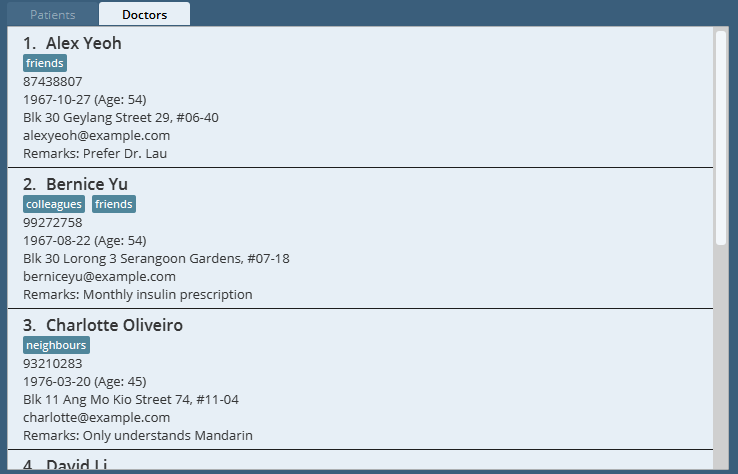 Patients Doctors
1. Alex Yeoh
friends
87438807
1967-10-27 (Age: 54)
Blk 30 Geylang Street 29, #06-40
alexyeoh@example.com
Remarks: Prefer Dr. Lau
2. Bernice Yu
colleagues friends
99272758
1967-08-22 (Age: 54)
Blk 30 Lorong 3 Serangoon Gardens, #07-18
berniceyu@example.com
Remarks: Monthly insulin prescription
3. Charlotte Oliveiro
neighbours
93210283
1976-03-20 (Age: 45)
Blk 11 Ang Mo Kio Street 74, #11-04
charlotte@example.com
Remarks: Only understands Mandarin
4. David Li